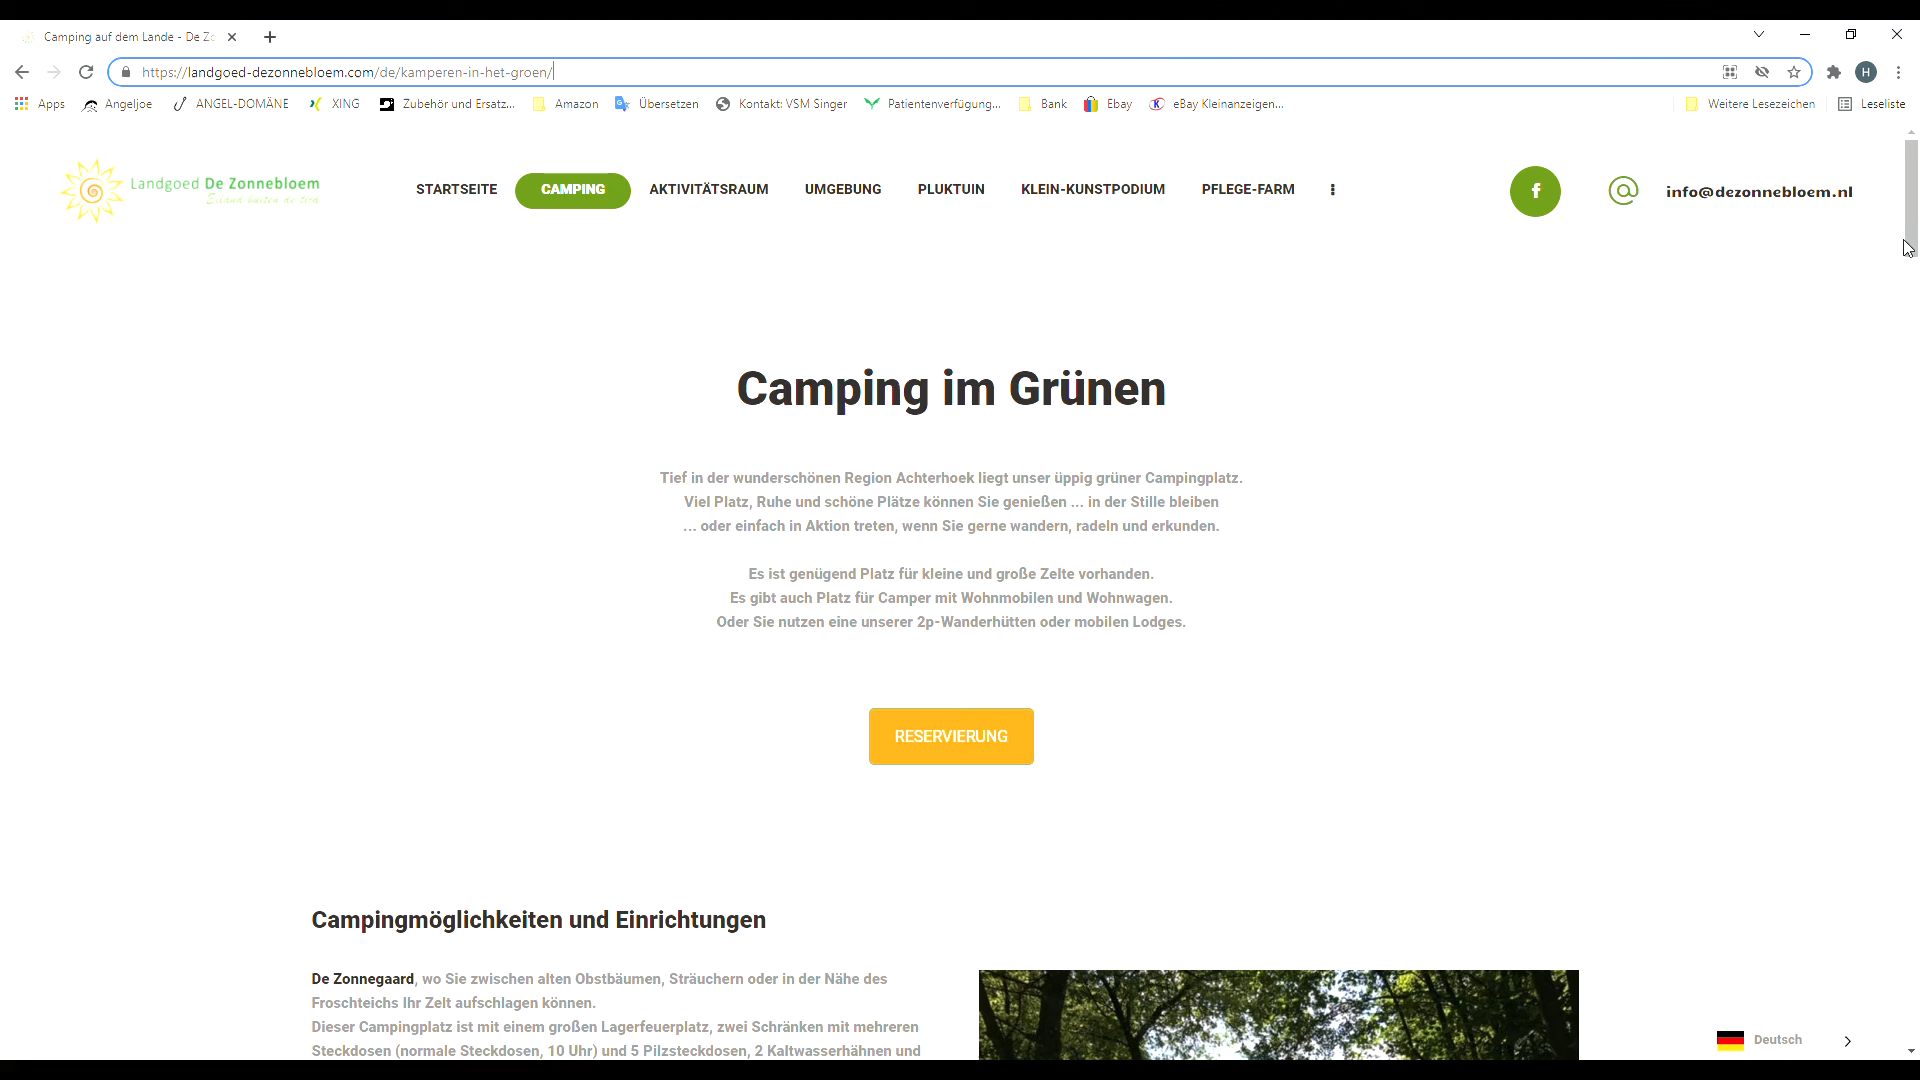 Camping auf dem Lande - De Zo
https://landgoed-dezonnebloem.com/de/kamperen-in-het-groen/
H
Apps
Angeljoe
ANGEL-DOMÄNE
XING
Zubehör und Ersatz...
Amazon
Übersetzen
Kontakt: VSM Singer
Patientenverfügung...
Bank
Ebay
eBay Kleinanzeigen...
Weitere Lesezeichen
Leseliste
Landgoed De Zonnebloem
Eiland buiten de tijd
STARTSEITE
CAMPING
AKTIVITÄTSRAUM
UMGEBUNG
PLUKTUIN
KLEIN-KUNSTPODIUM
PFLEGE-FARM
f
@
info@dezonnebloem.nl
Camping im Grünen
Tief in der wunderschönen Region Achterhoek liegt unser üppig grüner Campingplatz.
Viel Platz, Ruhe und schöne Plätze können Sie genießen ... in der Stille bleiben
... oder einfach in Aktion treten, wenn Sie gerne wandern, radeln und erkunden.
Es ist genügend Platz für kleine und große Zelte vorhanden.
Es gibt auch Platz für Camper mit Wohnmobilen und Wohnwagen.
Oder Sie nutzen eine unserer 2p-Wanderhütten oder mobilen Lodges.
RESERVIERUNG
Campingmöglichkeiten und Einrichtungen
De Zonnegaard, wo Sie zwischen alten Obstbäumen, Sträuchern oder in der Nähe des
Froschteichs Ihr Zelt aufschlagen können.
Dieser Campingplatz ist mit einem großen Lagerfeuerplatz, zwei Schränken mit mehreren
Steckdosen (normale Steckdosen, 10 Uhr) und 5 Pilzsteckdosen, 2 Kaltwasserhähnen und
Deutsch